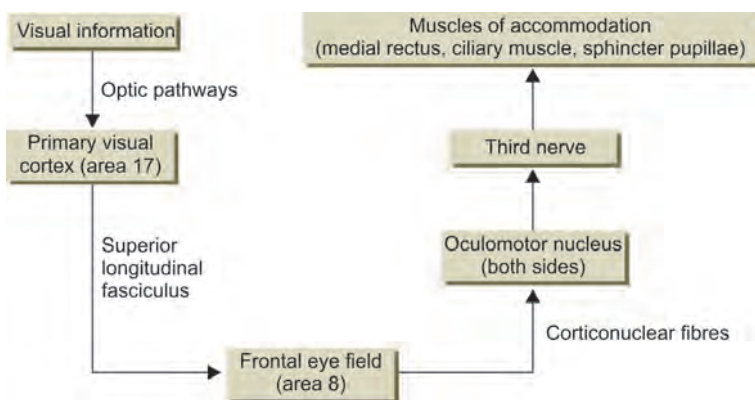 Visual information
Optic pathways
Primary visual
cortex (area 17)
Superior
longitudinal
fasciculus
Frontal eye field
(area 8)
Corticonuclear fibres
Oculomotor nucleus
(both sides)
Third nerve
Muscles of accommodation
(medial rectus, ciliary muscle, sphincter pupillae)